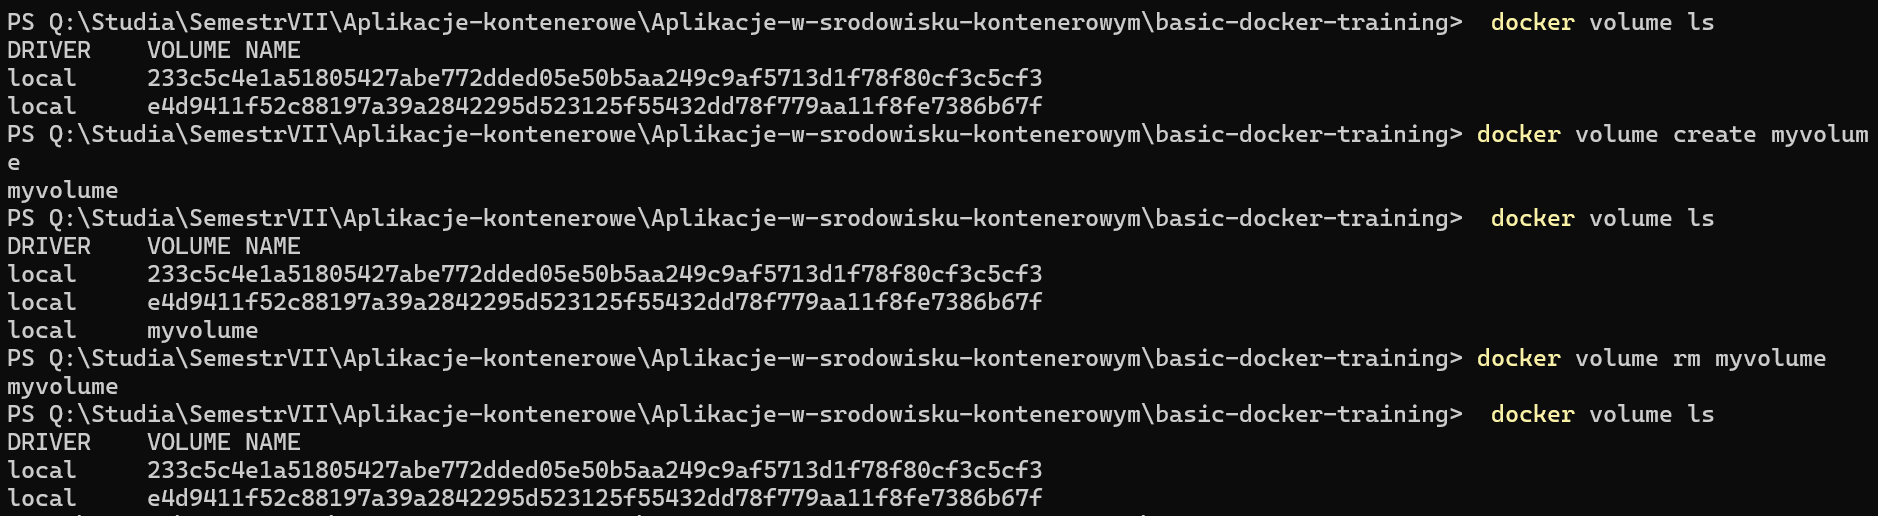 PS Q:\Studia\SemestrVII\Aplikacje-kontenerowe\Aplikacje-w-srodowisku-kontenerowym\basic-docker-training>  docker volume ls
DRIVER    VOLUME NAME
local     233c5c4e1a51805427abe772dded05e50b5aa249c9af5713d1f78f80cf3c5cf3
local     e4d9411f52c88197a39a2842295d523125f55432dd78f779aa11f8fe7386b67f
PS Q:\Studia\SemestrVII\Aplikacje-kontenerowe\Aplikacje-w-srodowisku-kontenerowym\basic-docker-training> docker volume create myvolum
e
myvolume
PS Q:\Studia\SemestrVII\Aplikacje-kontenerowe\Aplikacje-w-srodowisku-kontenerowym\basic-docker-training>  docker volume ls
DRIVER    VOLUME NAME
local     233c5c4e1a51805427abe772dded05e50b5aa249c9af5713d1f78f80cf3c5cf3
local     e4d9411f52c88197a39a2842295d523125f55432dd78f779aa11f8fe7386b67f
local     myvolume
PS Q:\Studia\SemestrVII\Aplikacje-kontenerowe\Aplikacje-w-srodowisku-kontenerowym\basic-docker-training> docker volume rm myvolume
myvolume
PS Q:\Studia\SemestrVII\Aplikacje-kontenerowe\Aplikacje-w-srodowisku-kontenerowym\basic-docker-training>  docker volume ls
DRIVER    VOLUME NAME
local     233c5c4e1a51805427abe772dded05e50b5aa249c9af5713d1f78f80cf3c5cf3
local     e4d9411f52c88197a39a2842295d523125f55432dd78f779aa11f8fe7386b67f